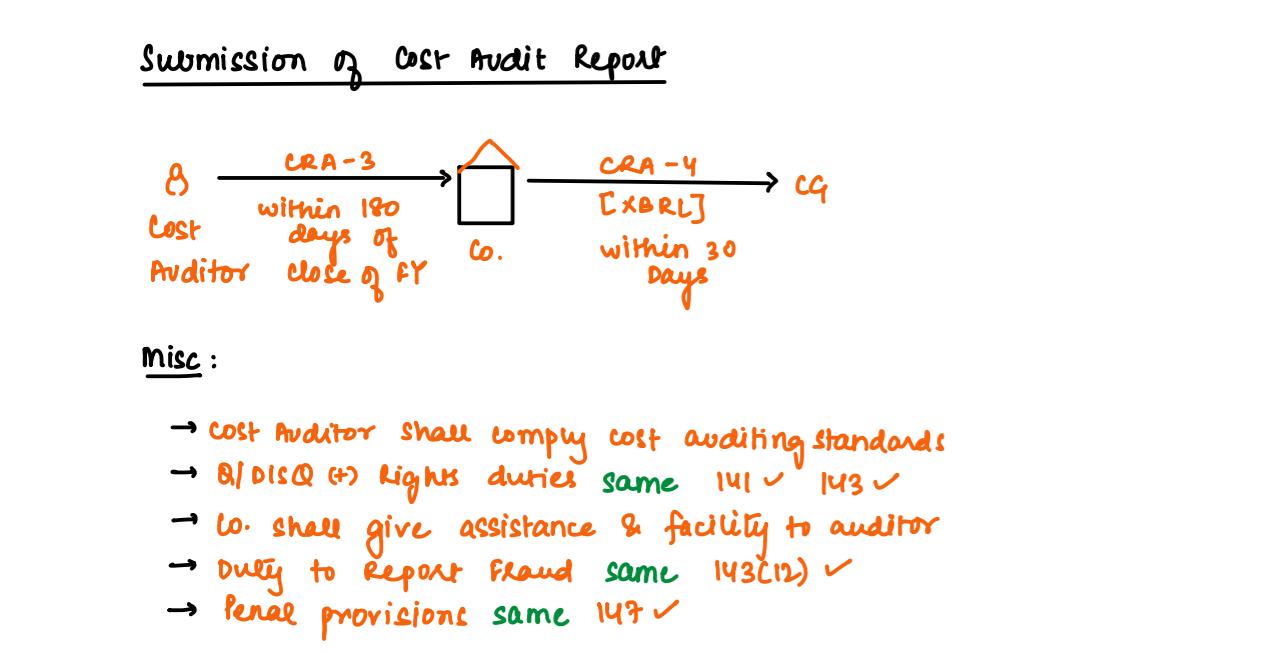 Submission of Cost Audit Report
CRA-3
CRA-4
CG
within 180
[XBRL]
Cost
days of
Co.
within 30
Auditor
close of FY
Days
Misc:
→ Cost Auditor shall comply cost auditing standards
→ Q/DISQ (+) Rights duties same 141 ✓ 143 ✓
→ Co. shall give assistance & facility to auditor
→ Duty to Report Fraud same 143(12) ✓
→ Penal provisions same 147 ✓